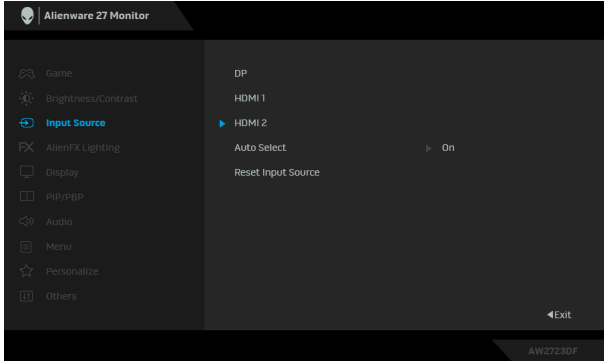 Alienware 27 Monitor
Game
Brightness/Contrast
Input Source
AlienFX Lighting
Display
PIP/PBP
Audio
Menu
Personalize
Others
DP
HDMI 1
HDMI 2
Auto Select On
Reset Input Source
Exit
AW2723DF